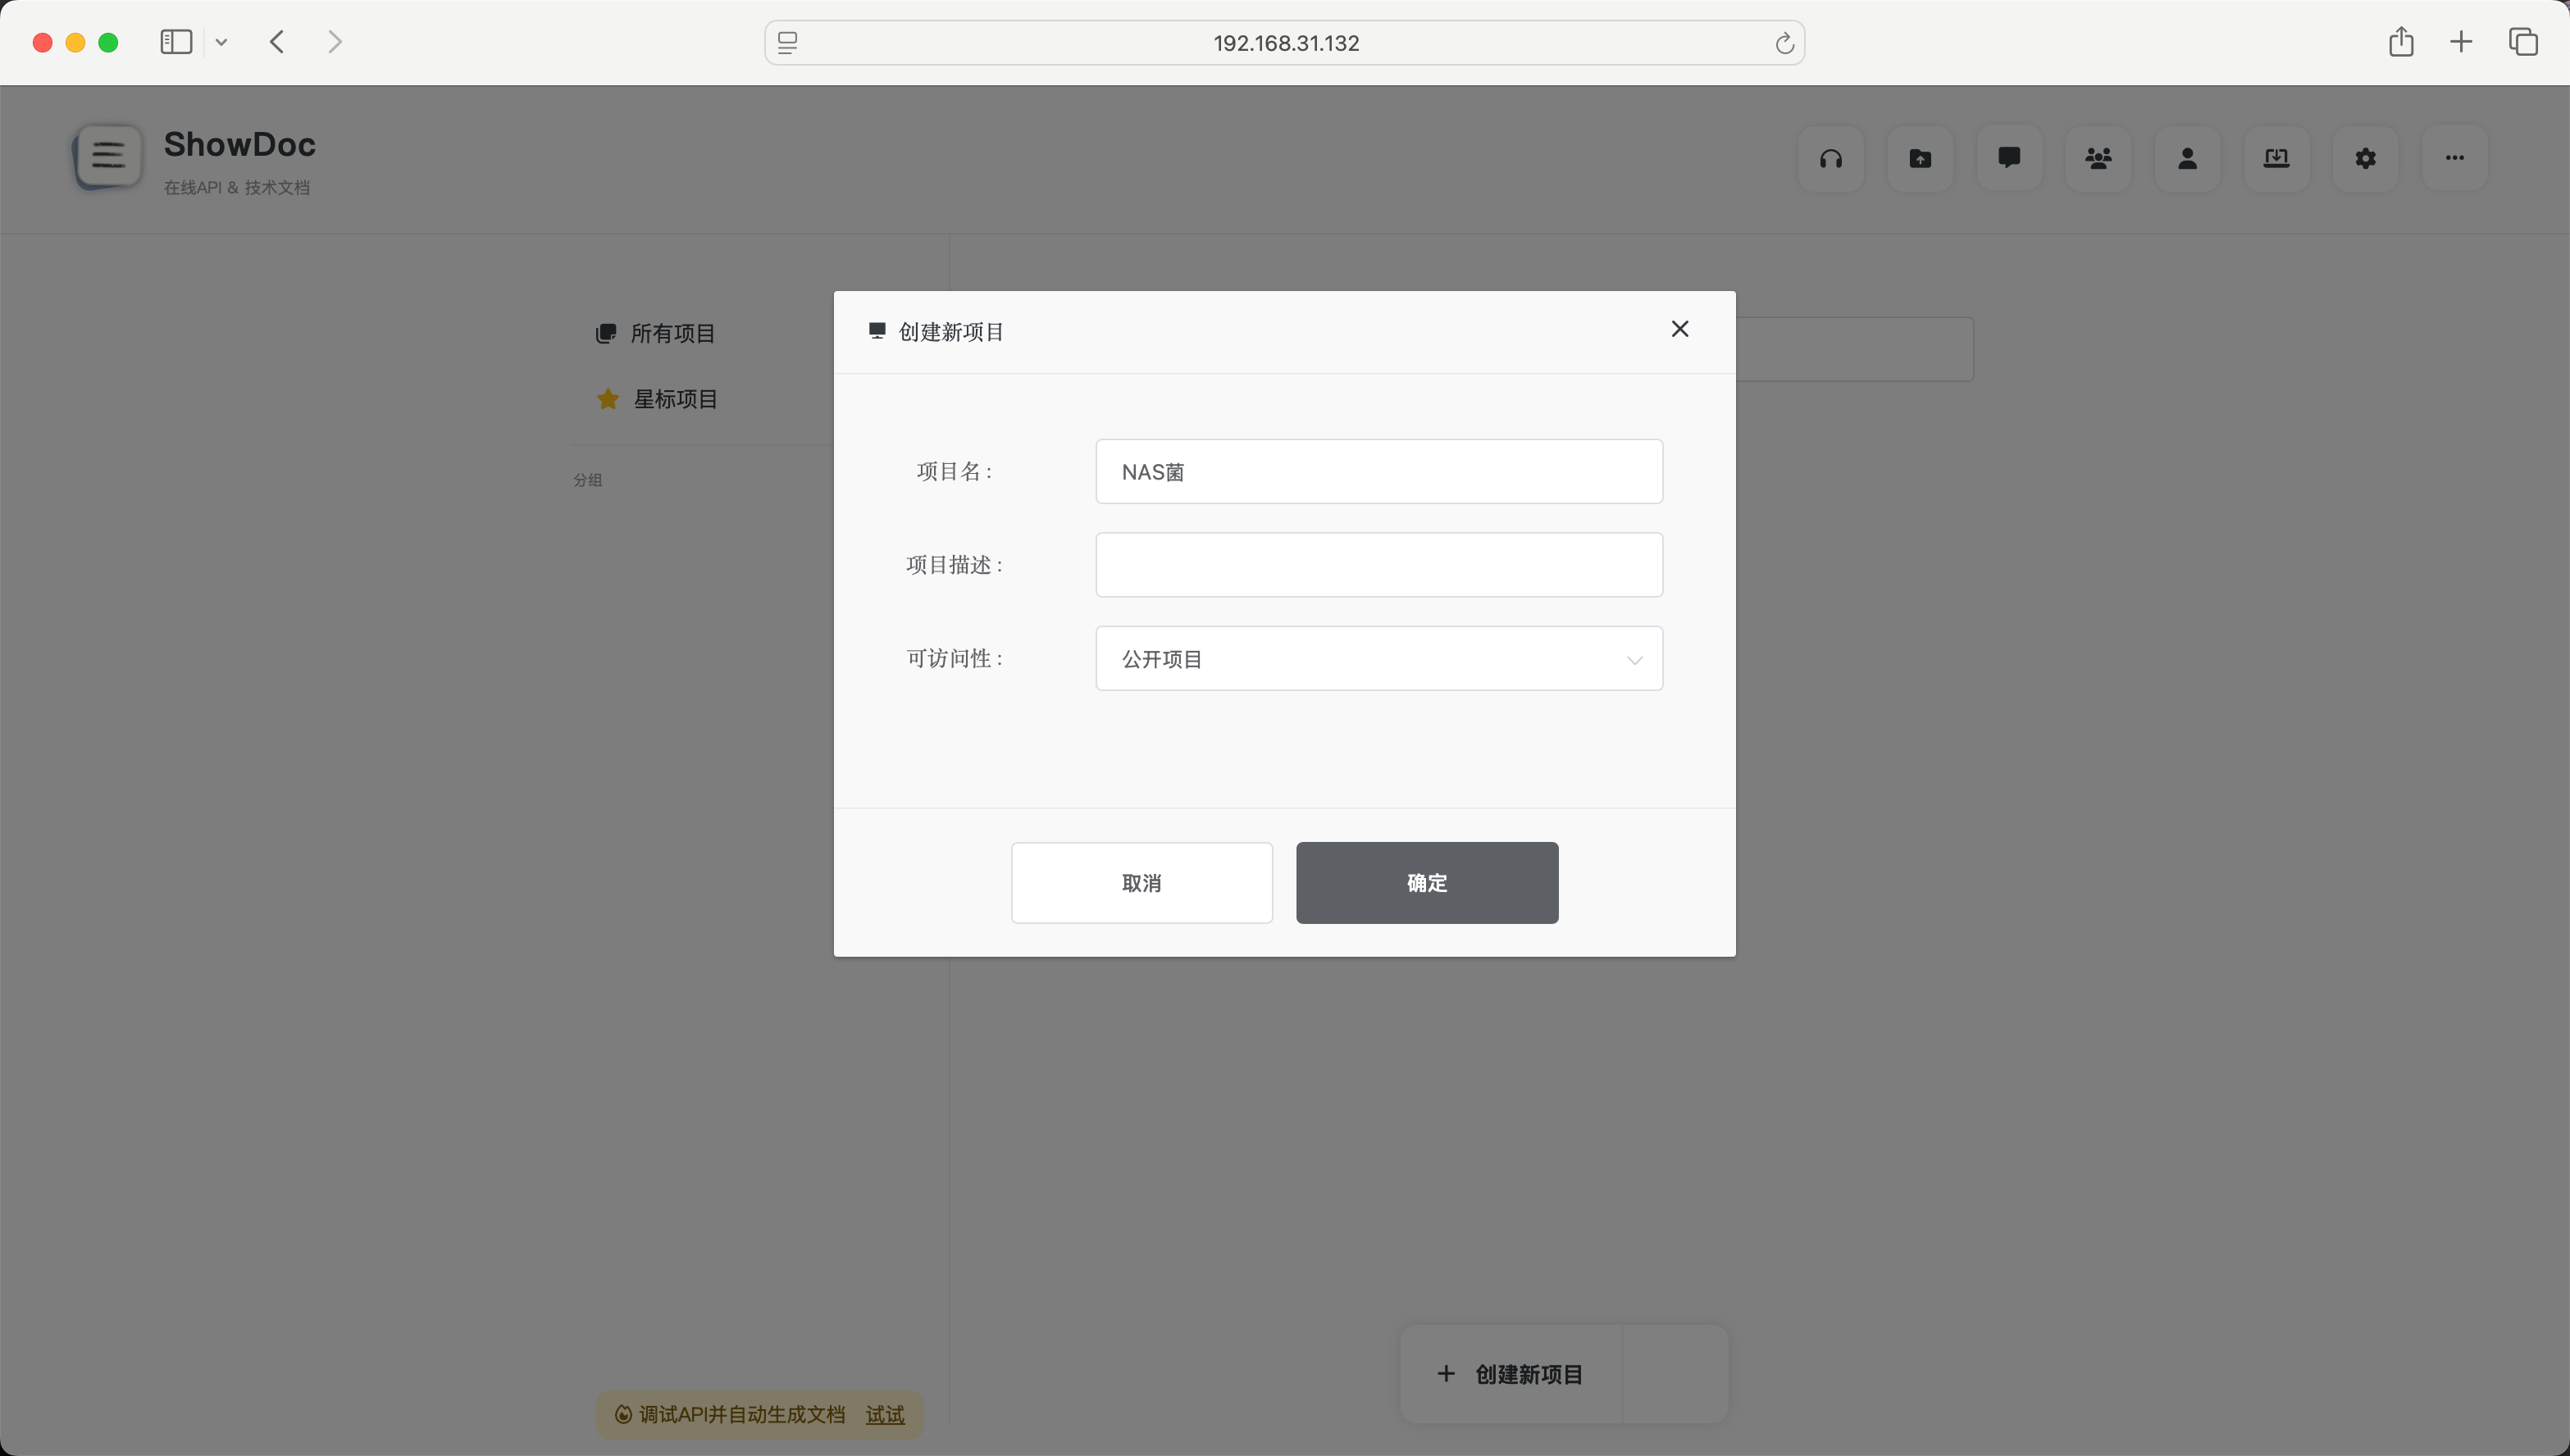 192.168.31.132
ShowDoc
在线API & 技术文档
所有项目
星标项目
分组
创建新项目
项目名：
NAS菌
项目描述：
可访问性：
公开项目
取消
确定
创建新项目
调试API并自动生成文档 试试